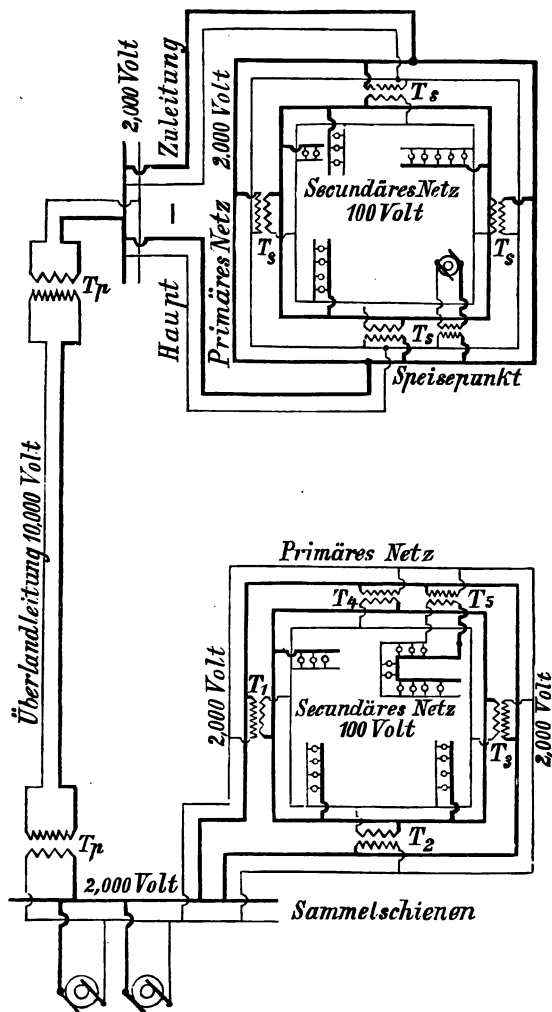 2,000 Volt
Zuleitung
2.000 Volt
Haupt
Primäres Netz
Ts
Secundäres Netz
100 Volt
Ts
Ts
Ts
Speisepunkt
Tp
Überlandleitung 10.000 Volt
Primäres Netz
T4
T5
2,000 Volt
T1
Secundäres Netz
100 Volt
T3
2,000 Volt
T2
Tp
2,000 Volt
Sammelschienen